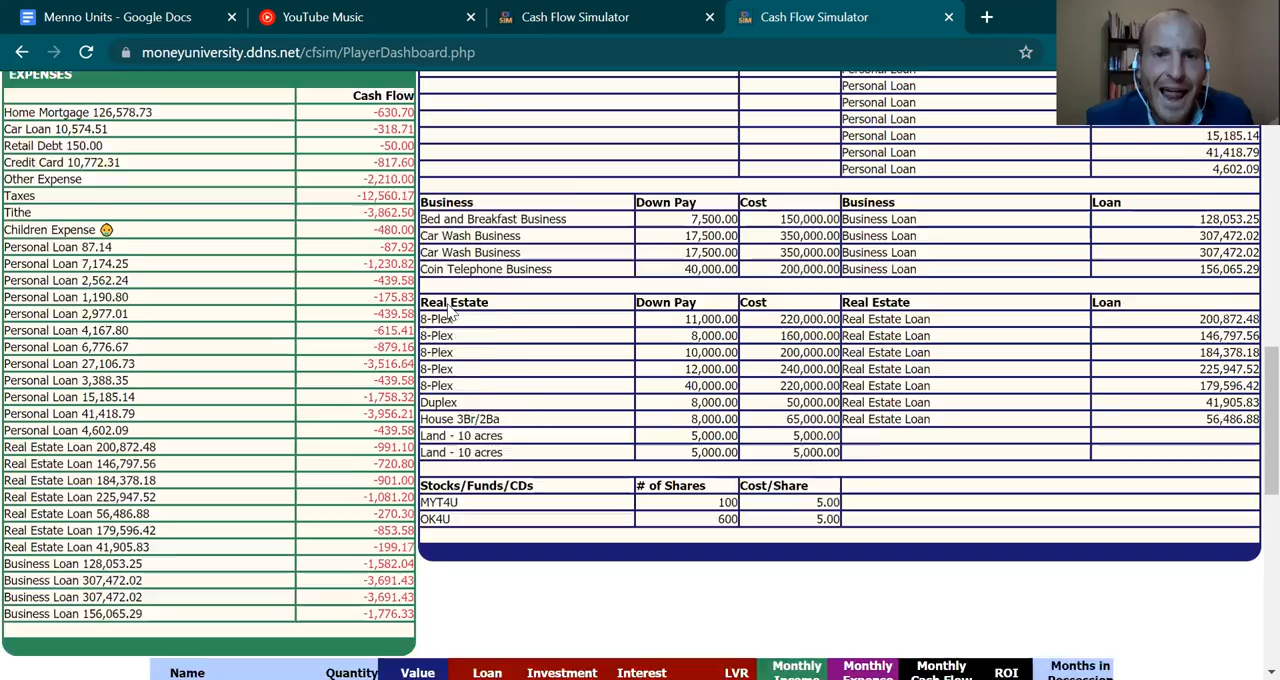 Menno Units - Google Docs
YouTube Music
Cash Flow Simulator
Cash Flow Simulator
moneyuniversity.ddns.net/cfsim/PlayerDashboard.php
EXPENSES
Cash Flow
Home Mortgage 126,578.73 -630.70
Car Loan 10,574.51 -318.71
Retail Debt 150.00 -50.00
Credit Card 10,772.31 -817.60
Other Expense -2,210.00
Taxes -12,560.17
Tithe -3,862.50
Children Expense -480.00
Personal Loan 87.14 -87.92
Personal Loan 7,174.25 -1,230.82
Personal Loan 2,562.24 -439.58
Personal Loan 1,190.80 -175.83
Personal Loan 2,977.01 -439.58
Personal Loan 4,167.80 -615.41
Personal Loan 6,776.67 -879.16
Personal Loan 27,106.73 -3,516.64
Personal Loan 3,388.35 -439.58
Personal Loan 15,185.14 -1,758.32
Personal Loan 41,418.79 -3,956.21
Personal Loan 4,602.09 -439.58
Real Estate Loan 200,872.48 -991.10
Real Estate Loan 146,797.56 -720.80
Real Estate Loan 184,378.18 -901.00
Real Estate Loan 225,947.52 -1,081.20
Real Estate Loan 56,486.88 -270.30
Real Estate Loan 179,596.42 -853.58
Real Estate Loan 41,905.83 -199.17
Business Loan 128,053.25 -1,582.04
Business Loan 307,472.02 -3,691.43
Business Loan 307,472.02 -3,691.43
Business Loan 156,065.29 -1,776.33
Personal Loan
Personal Loan
Personal Loan
Personal Loan
Personal Loan 15,185.14
Personal Loan 41,418.79
Personal Loan 4,602.09
Business Down Pay Cost Business Loan
Bed and Breakfast Business 7,500.00 150,000.00 Business Loan 128,053.25
Car Wash Business 17,500.00 350,000.00 Business Loan 307,472.02
Car Wash Business 17,500.00 350,000.00 Business Loan 307,472.02
Coin Telephone Business 40,000.00 200,000.00 Business Loan 156,065.29
Real Estate Down Pay Cost Real Estate Loan
8-Plex 11,000.00 220,000.00 Real Estate Loan 200,872.48
8-Plex 8,000.00 160,000.00 Real Estate Loan 146,797.56
8-Plex 10,000.00 200,000.00 Real Estate Loan 184,378.18
8-Plex 12,000.00 240,000.00 Real Estate Loan 225,947.52
8-Plex 40,000.00 220,000.00 Real Estate Loan 179,596.42
Duplex 8,000.00 50,000.00 Real Estate Loan 41,905.83
House 3Br/2Ba 8,000.00 65,000.00 Real Estate Loan 56,486.88
Land - 10 acres 5,000.00 5,000.00
Land - 10 acres 5,000.00 5,000.00
Stocks/Funds/CDs # of Shares Cost/Share
MYT4U 100 5.00
OK4U 600 5.00
Name Quantity Value Loan Investment Interest LVR Monthly Income Monthly Expense Monthly Cash Flow ROI Months in Possession